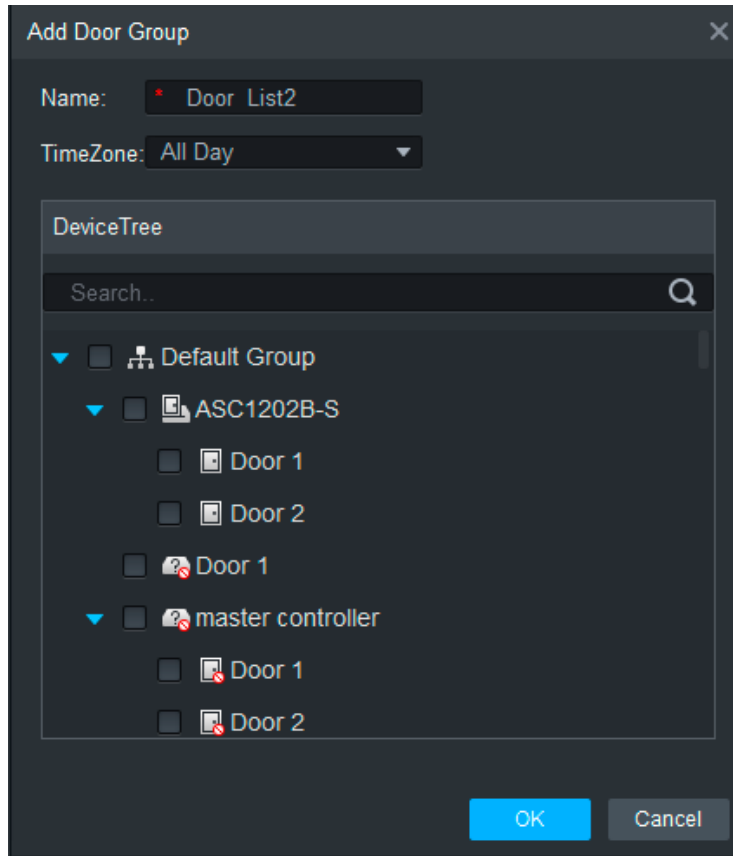 Add Door Group
Name: * Door List2
TimeZone: All Day
DeviceTree
Search..
Default Group
ASC1202B-S
Door 1
Door 2
Door 1
master controller
Door 1
Door 2
OK Cancel